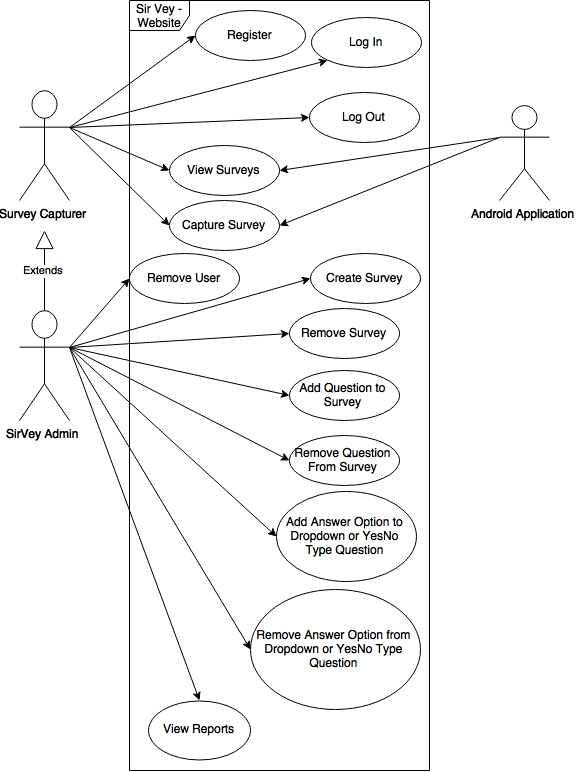 Sir Vey -
Website
Register
Log In
Log Out
View Surveys
Capture Survey
Survey Capturer
Android Application
Extends
Remove User
Create Survey
Remove Survey
SirVey Admin
Add Question to
Survey
Remove Question
From Survey
Add Answer Option to
Dropdown or YesNo
Type Question
Remove Answer Option from
Dropdown or YesNo Type
Question
View Reports